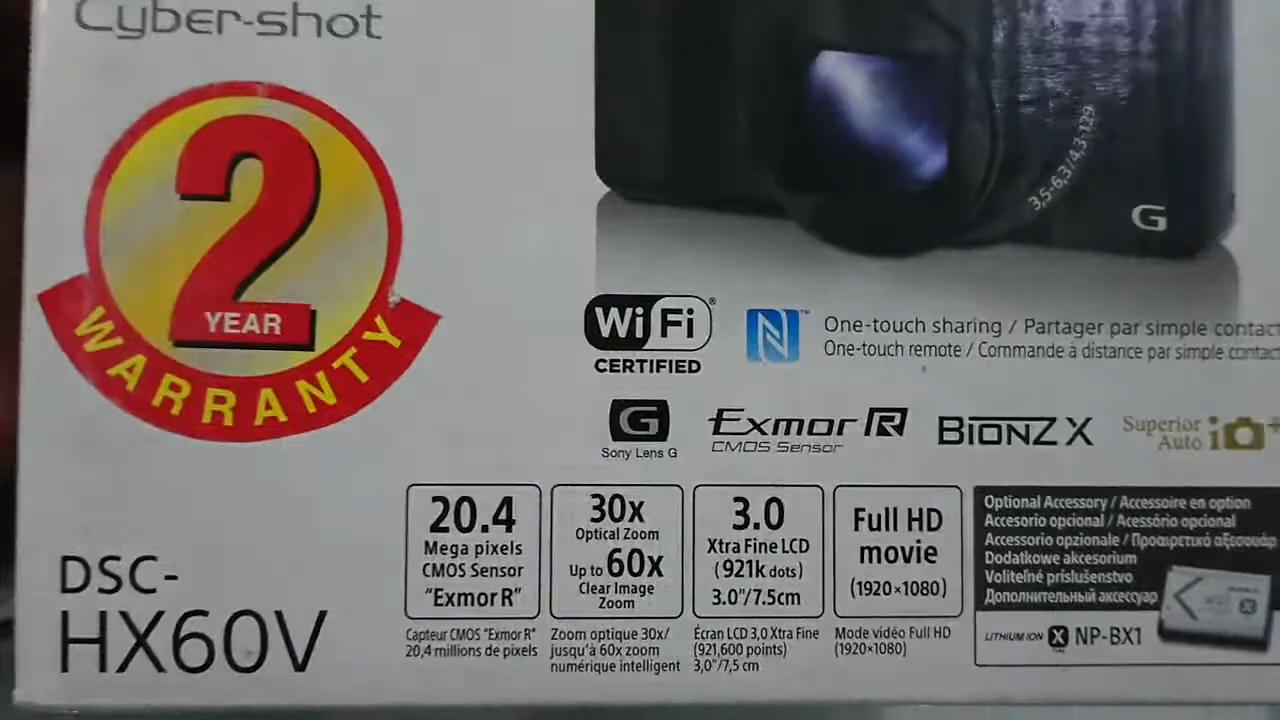 Cyber-shot
2
YEAR
WARRANTY
3,5-6,3/4,3-129
G
WiFi®
CERTIFIED
N™
One-touch sharing / Partager par simple contact
One-touch remote / Commande à distance par simple contact
G
Sony Lens G
Exmor R
CMOS Sensor
BIONZ X
Superior
Auto i+
DSC-
HX60V
20.4
Mega pixels
CMOS Sensor
"Exmor R"
Capteur CMOS "Exmor R"
20,4 millions de pixels
30x
Optical Zoom
Up to 60x
Clear Image
Zoom
Zoom optique 30x/
jusqu'à 60x zoom
numérique intelligent
3.0
Xtra Fine LCD
(921k dots)
3.0"/7.5cm
Écran LCD 3,0 Xtra Fine
(921,600 points)
3,0"/7,5 cm
Full HD
movie
(1920×1080)
Mode vidéo Full HD
(1920×1080)
Optional Accessory / Accessoire en option
Accesorio opcional / Acessório opcional
Accessorio opzionale / Προαιρετικό αξεσουάρ
Dodatkowe akcesorium
Voliteľné príslušenstvo
Дополнительный аксессуар
LITHIUM ION X TYPE NP-BX1